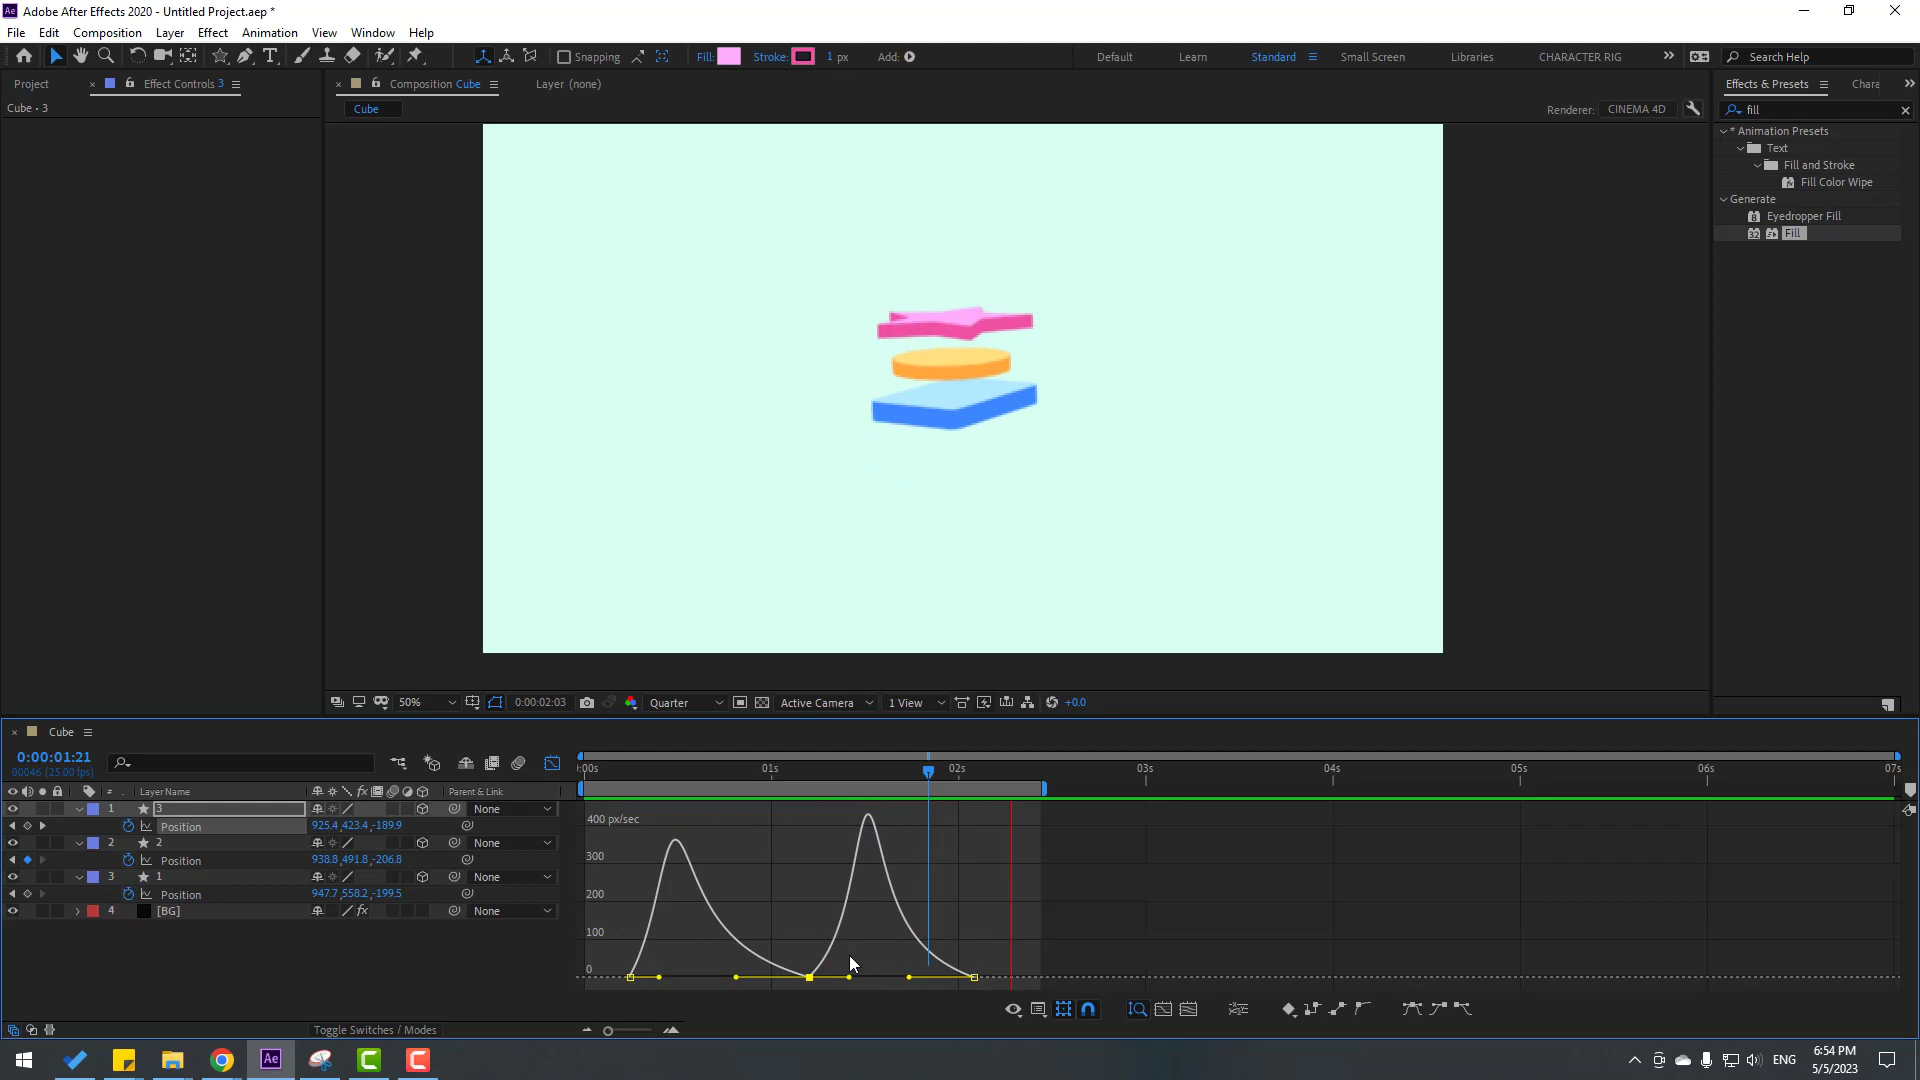 Adobe After Effects 2020 - Untitled Project.aep *
File Edit Composition Layer Effect Animation View Window Help
Snapping Fill: Stroke: 1 px Add: Default Learn Standard Small Screen Libraries CHARACTER RIG Search Help
Project Effect Controls 3 Composition Cube Layer (none) Effects & Presets Chara
Cube • 3 Cube Renderer: CINEMA 4D fill
* Animation Presets
Text
Fill and Stroke
Fill Color Wipe
Generate
Eyedropper Fill
Fill
50% 0:00:02:03 Quarter Active Camera 1 View +0.0
Cube
0:00:01:21
00046 (25.00 fps)
:00s 01s 02s 03s 04s 05s 06s 07s
# Layer Name Parent & Link
1 3 None
Position 925.4,423.4,-189.9
2 2 None
Position 938.8,491.8,-206.8
3 1 None
Position 947.7,558.2,-199.5
4 [BG] None
400 px/sec
300
200
100
0
Toggle Switches / Modes
ENG 6:54 PM
5/5/2023